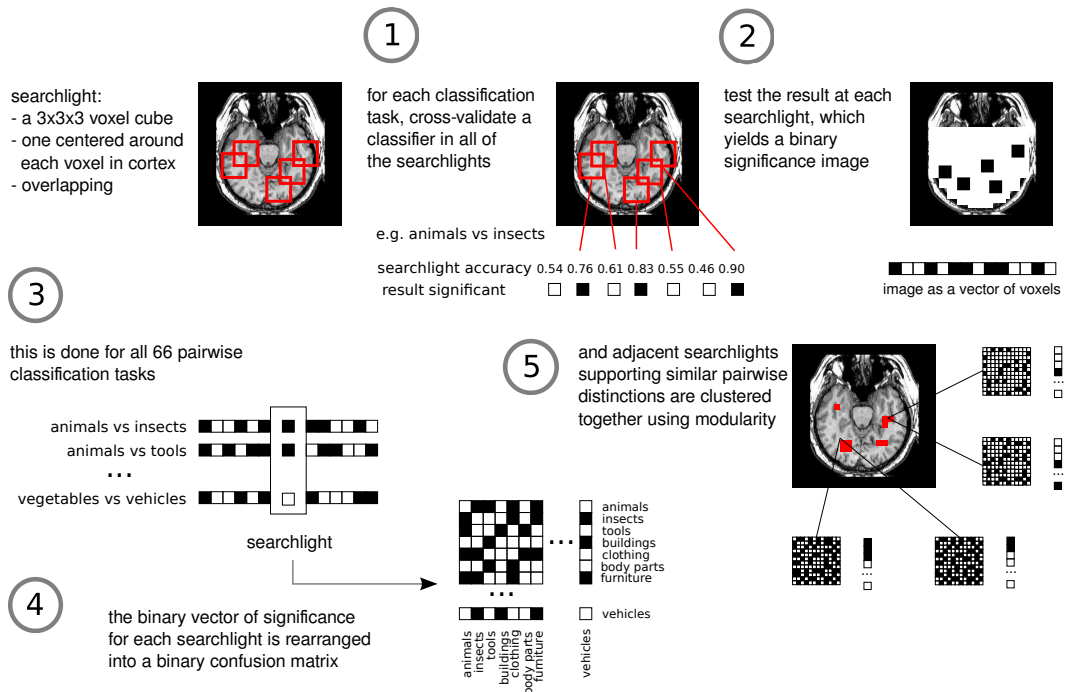 1
2
searchlight:
- a 3x3x3 voxel cube
- one centered around
each voxel in cortex
- overlapping
for each classification
task, cross-validate a
classifier in all of
the searchlights
test the result at each
searchlight, which
yields a binary
significance image
e.g. animals vs insects
searchlight accuracy 0.54 0.76 0.61 0.83 0.55 0.46 0.90
result significant
image as a vector of voxels
3
this is done for all 66 pairwise
classification tasks
animals vs insects
animals vs tools
...
vegetables vs vehicles
searchlight
4
the binary vector of significance
for each searchlight is rearranged
into a binary confusion matrix
animals
insects
tools
... buildings
clothing
body parts
furniture
...
vehicles
animals
insects
tools
buildings
clothing
body parts
furniture
vehicles
5
and adjacent searchlights
supporting similar pairwise
distinctions are clustered
together using modularity
...
...
...
...